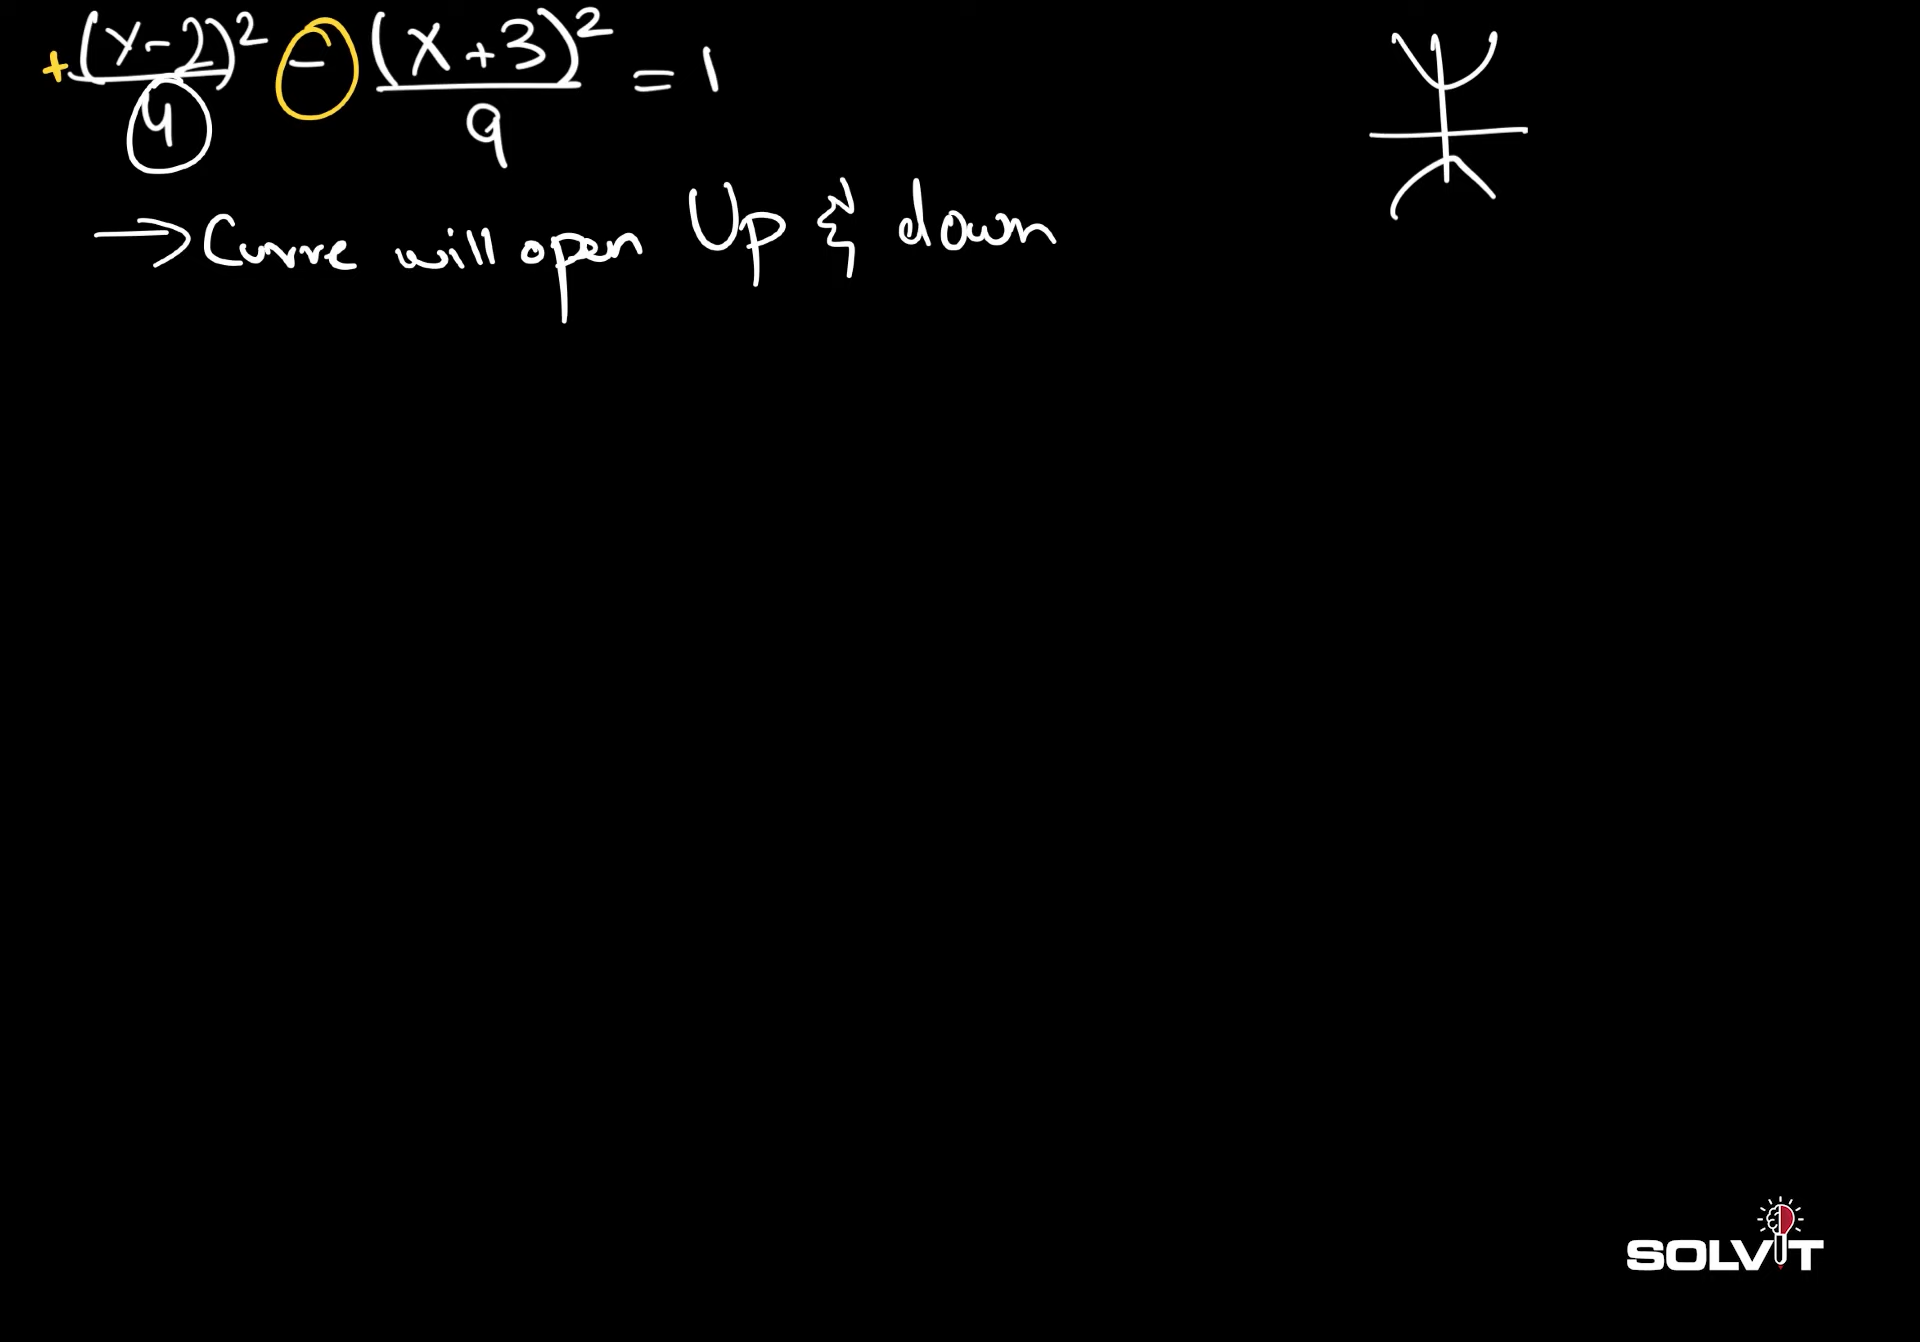 +(y-2)²/4 - (x+3)²/9 = 1
→ Curve will open Up & down
SOLVIT